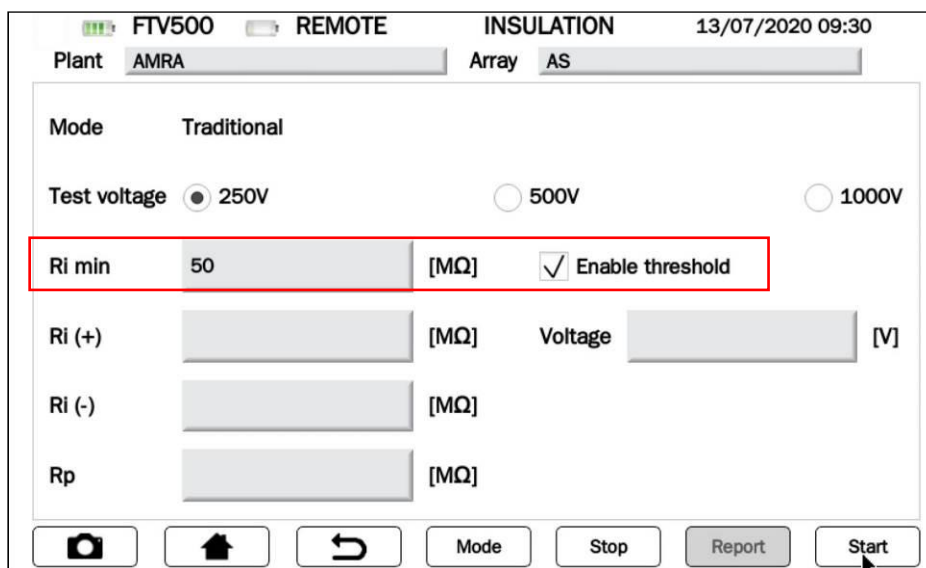 FTV500 REMOTE INSULATION 13/07/2020 09:30
Plant AMRA Array AS
Mode Traditional
Test voltage 250V 500V 1000V
Ri min 50 [MΩ] Enable threshold
Ri (+) [MΩ] Voltage [V]
Ri (-) [MΩ]
Rp [MΩ]
Mode Stop Report Start